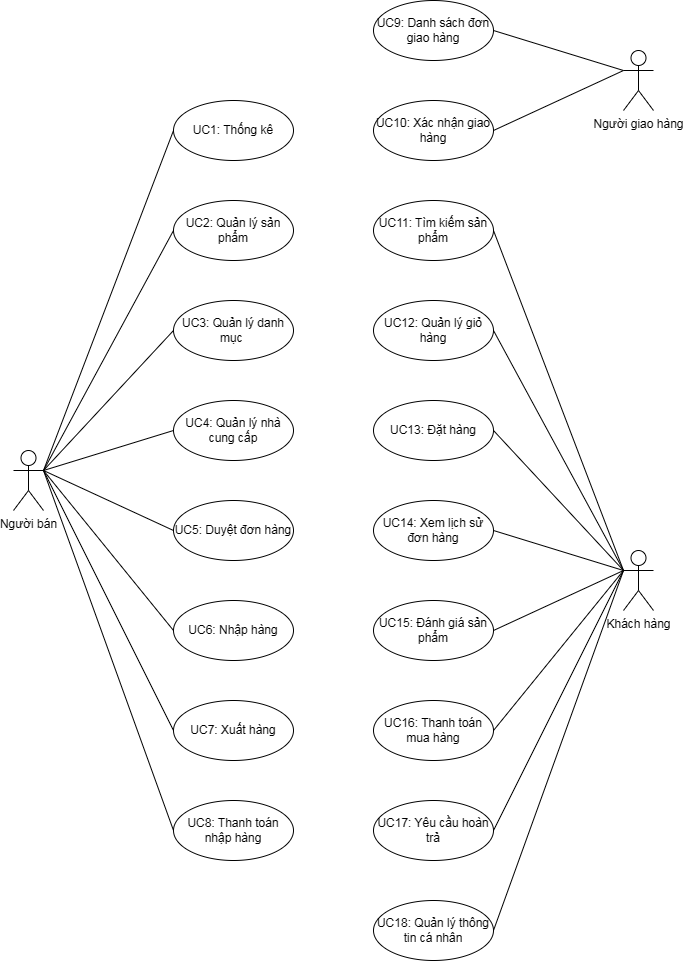 UC9: Danh sách đơn
giao hàng
UC10: Xác nhận giao
hàng
Người giao hàng
UC1: Thống kê
UC2: Quản lý sản
phẩm
UC3: Quản lý danh
mục
UC4: Quản lý nhà
cung cấp
UC5: Duyệt đơn hàng
UC6: Nhập hàng
UC7: Xuất hàng
UC8: Thanh toán
nhập hàng
Người bán
UC11: Tìm kiếm sản
phẩm
UC12: Quản lý giỏ
hàng
UC13: Đặt hàng
UC14: Xem lịch sử
đơn hàng
UC15: Đánh giá sản
phẩm
UC16: Thanh toán
mua hàng
UC17: Yêu cầu hoàn
trả
UC18: Quản lý thông
tin cá nhân
Khách hàng